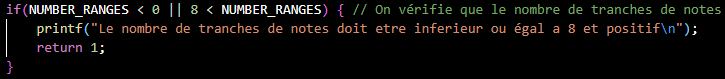 if(NUMBER_RANGES < 0 || 8 < NUMBER_RANGES) { // On vérifie que le nombre de tranches de notes
printf("Le nombre de tranches de notes doit etre inferieur ou égal a 8 et positif\n");
return 1;
}